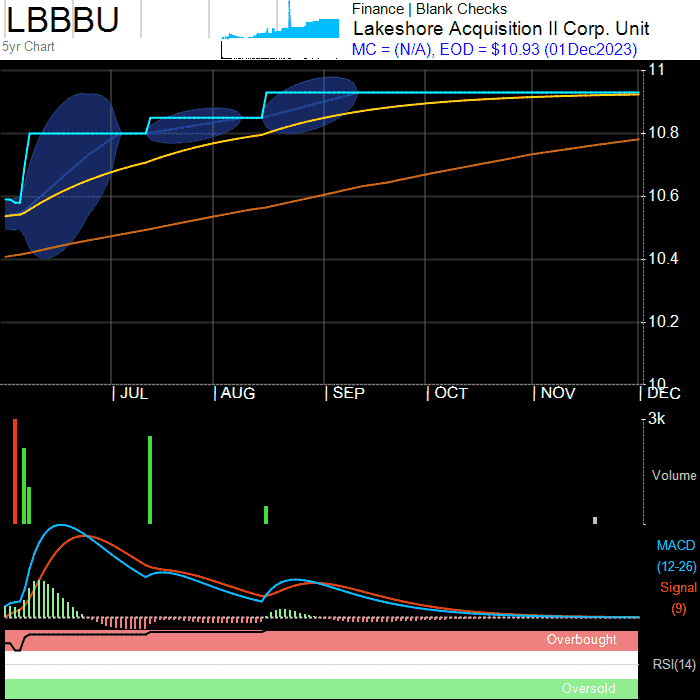 LBBBU
5yr Chart
Finance | Blank Checks
Lakeshore Acquisition II Corp. Unit
MC = (N/A), EOD = $10.93 (01Dec2023)
11
10.8
10.6
10.4
10.2
10
| JUL | AUG | SEP | OCT | NOV | DEC
3k
Volume
MACD
(12-26)
Signal
(9)
Overbought
RSI(14)
Oversold